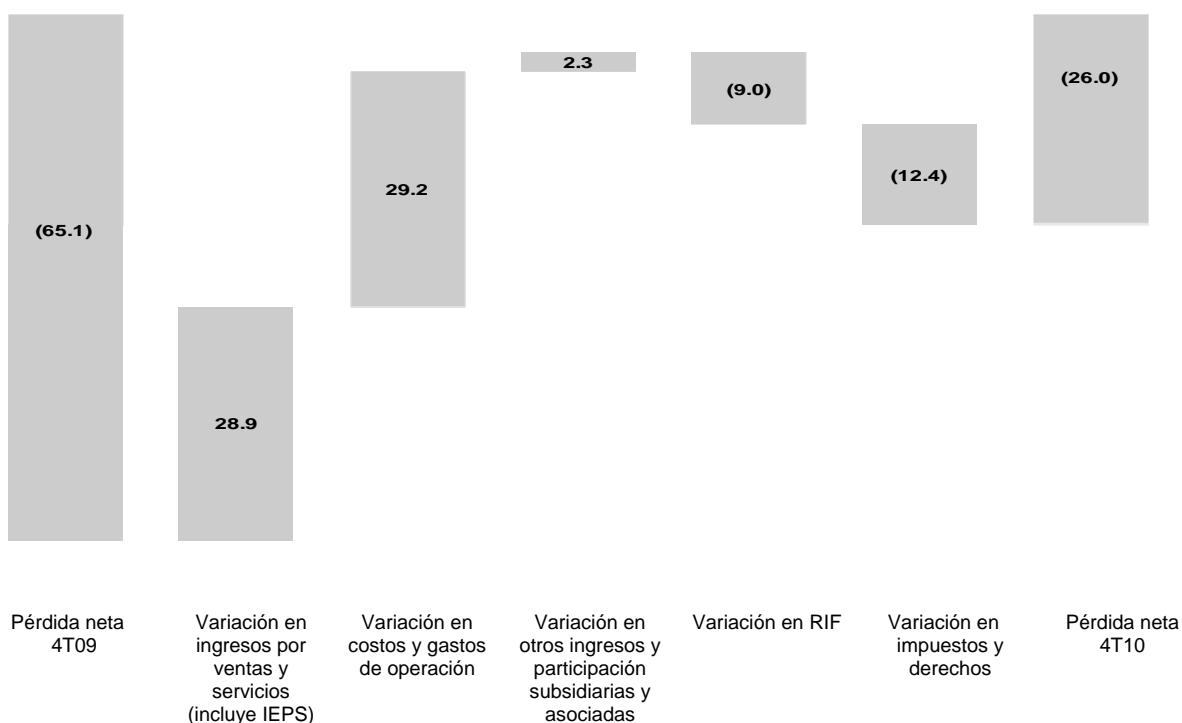 2.3
(9.0)
(26.0)
(12.4)
29.2
(65.1)
28.9
Pérdida neta
4T09
Variación en
ingresos por
ventas y
servicios
(incluye IEPS)
Variación en
costos y gastos
de operación
Variación en
otros ingresos y
participación
subsidiarias y
asociadas
Variación en RIF
Variación en
impuestos y
derechos
Pérdida neta
4T10